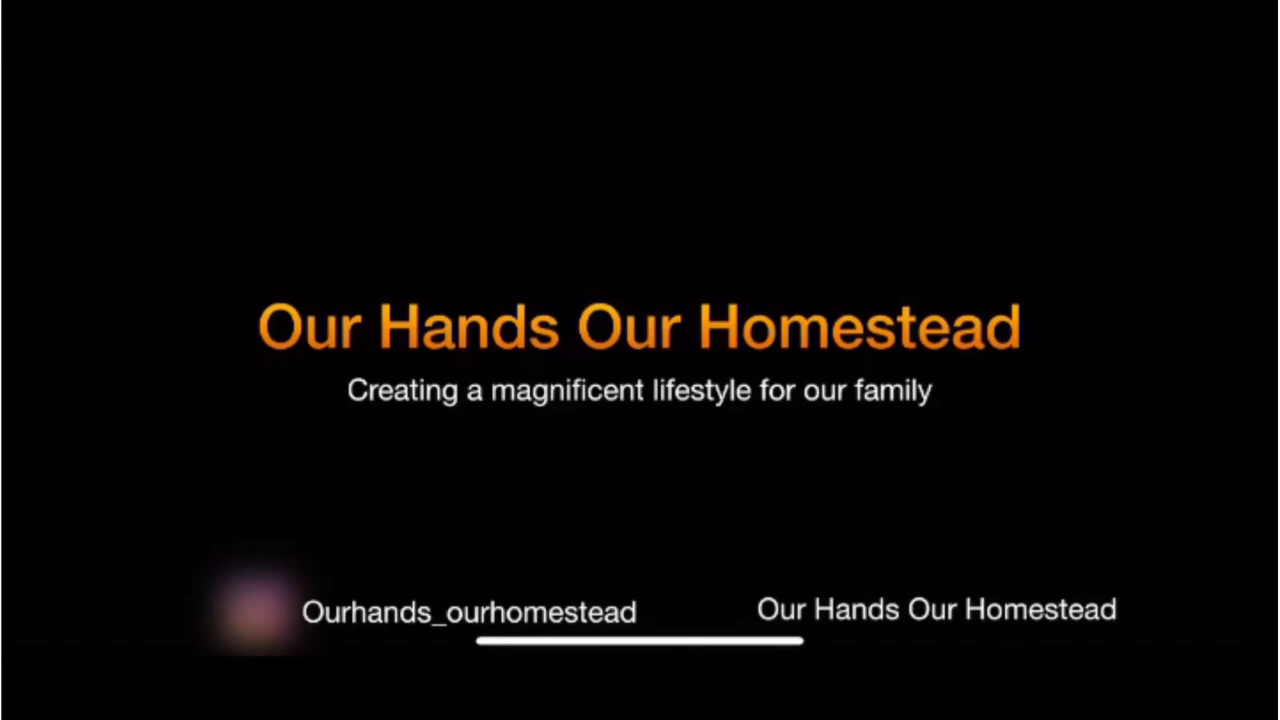 Our Hands Our Homestead
Creating a magnificent lifestyle for our family
Ourhands_ourhomestead
Our Hands Our Homestead